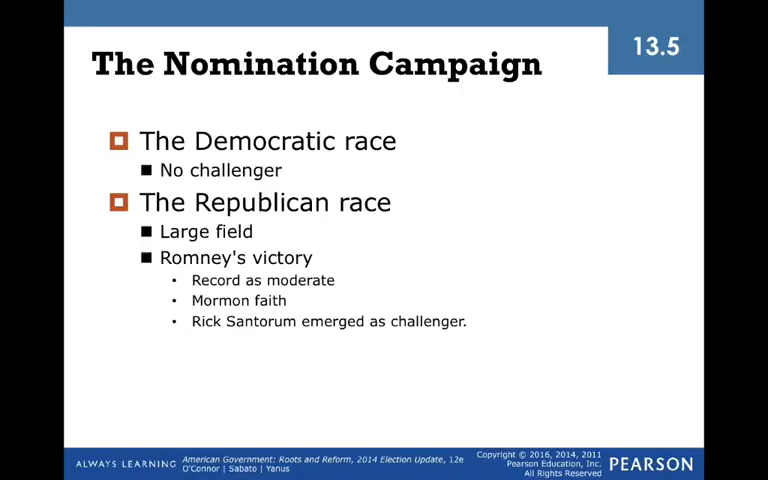 13.5
The Nomination Campaign
The Democratic race
No challenger
The Republican race
Large field
Romney's victory
Record as moderate
Mormon faith
Rick Santorum emerged as challenger.
ALWAYS LEARNING
American Government: Roots and Reform, 2014 Election Update, 12e
O'Connor | Sabato | Yanus
Copyright © 2016, 2014, 2011
Pearson Education, Inc.
All Rights Reserved
PEARSON